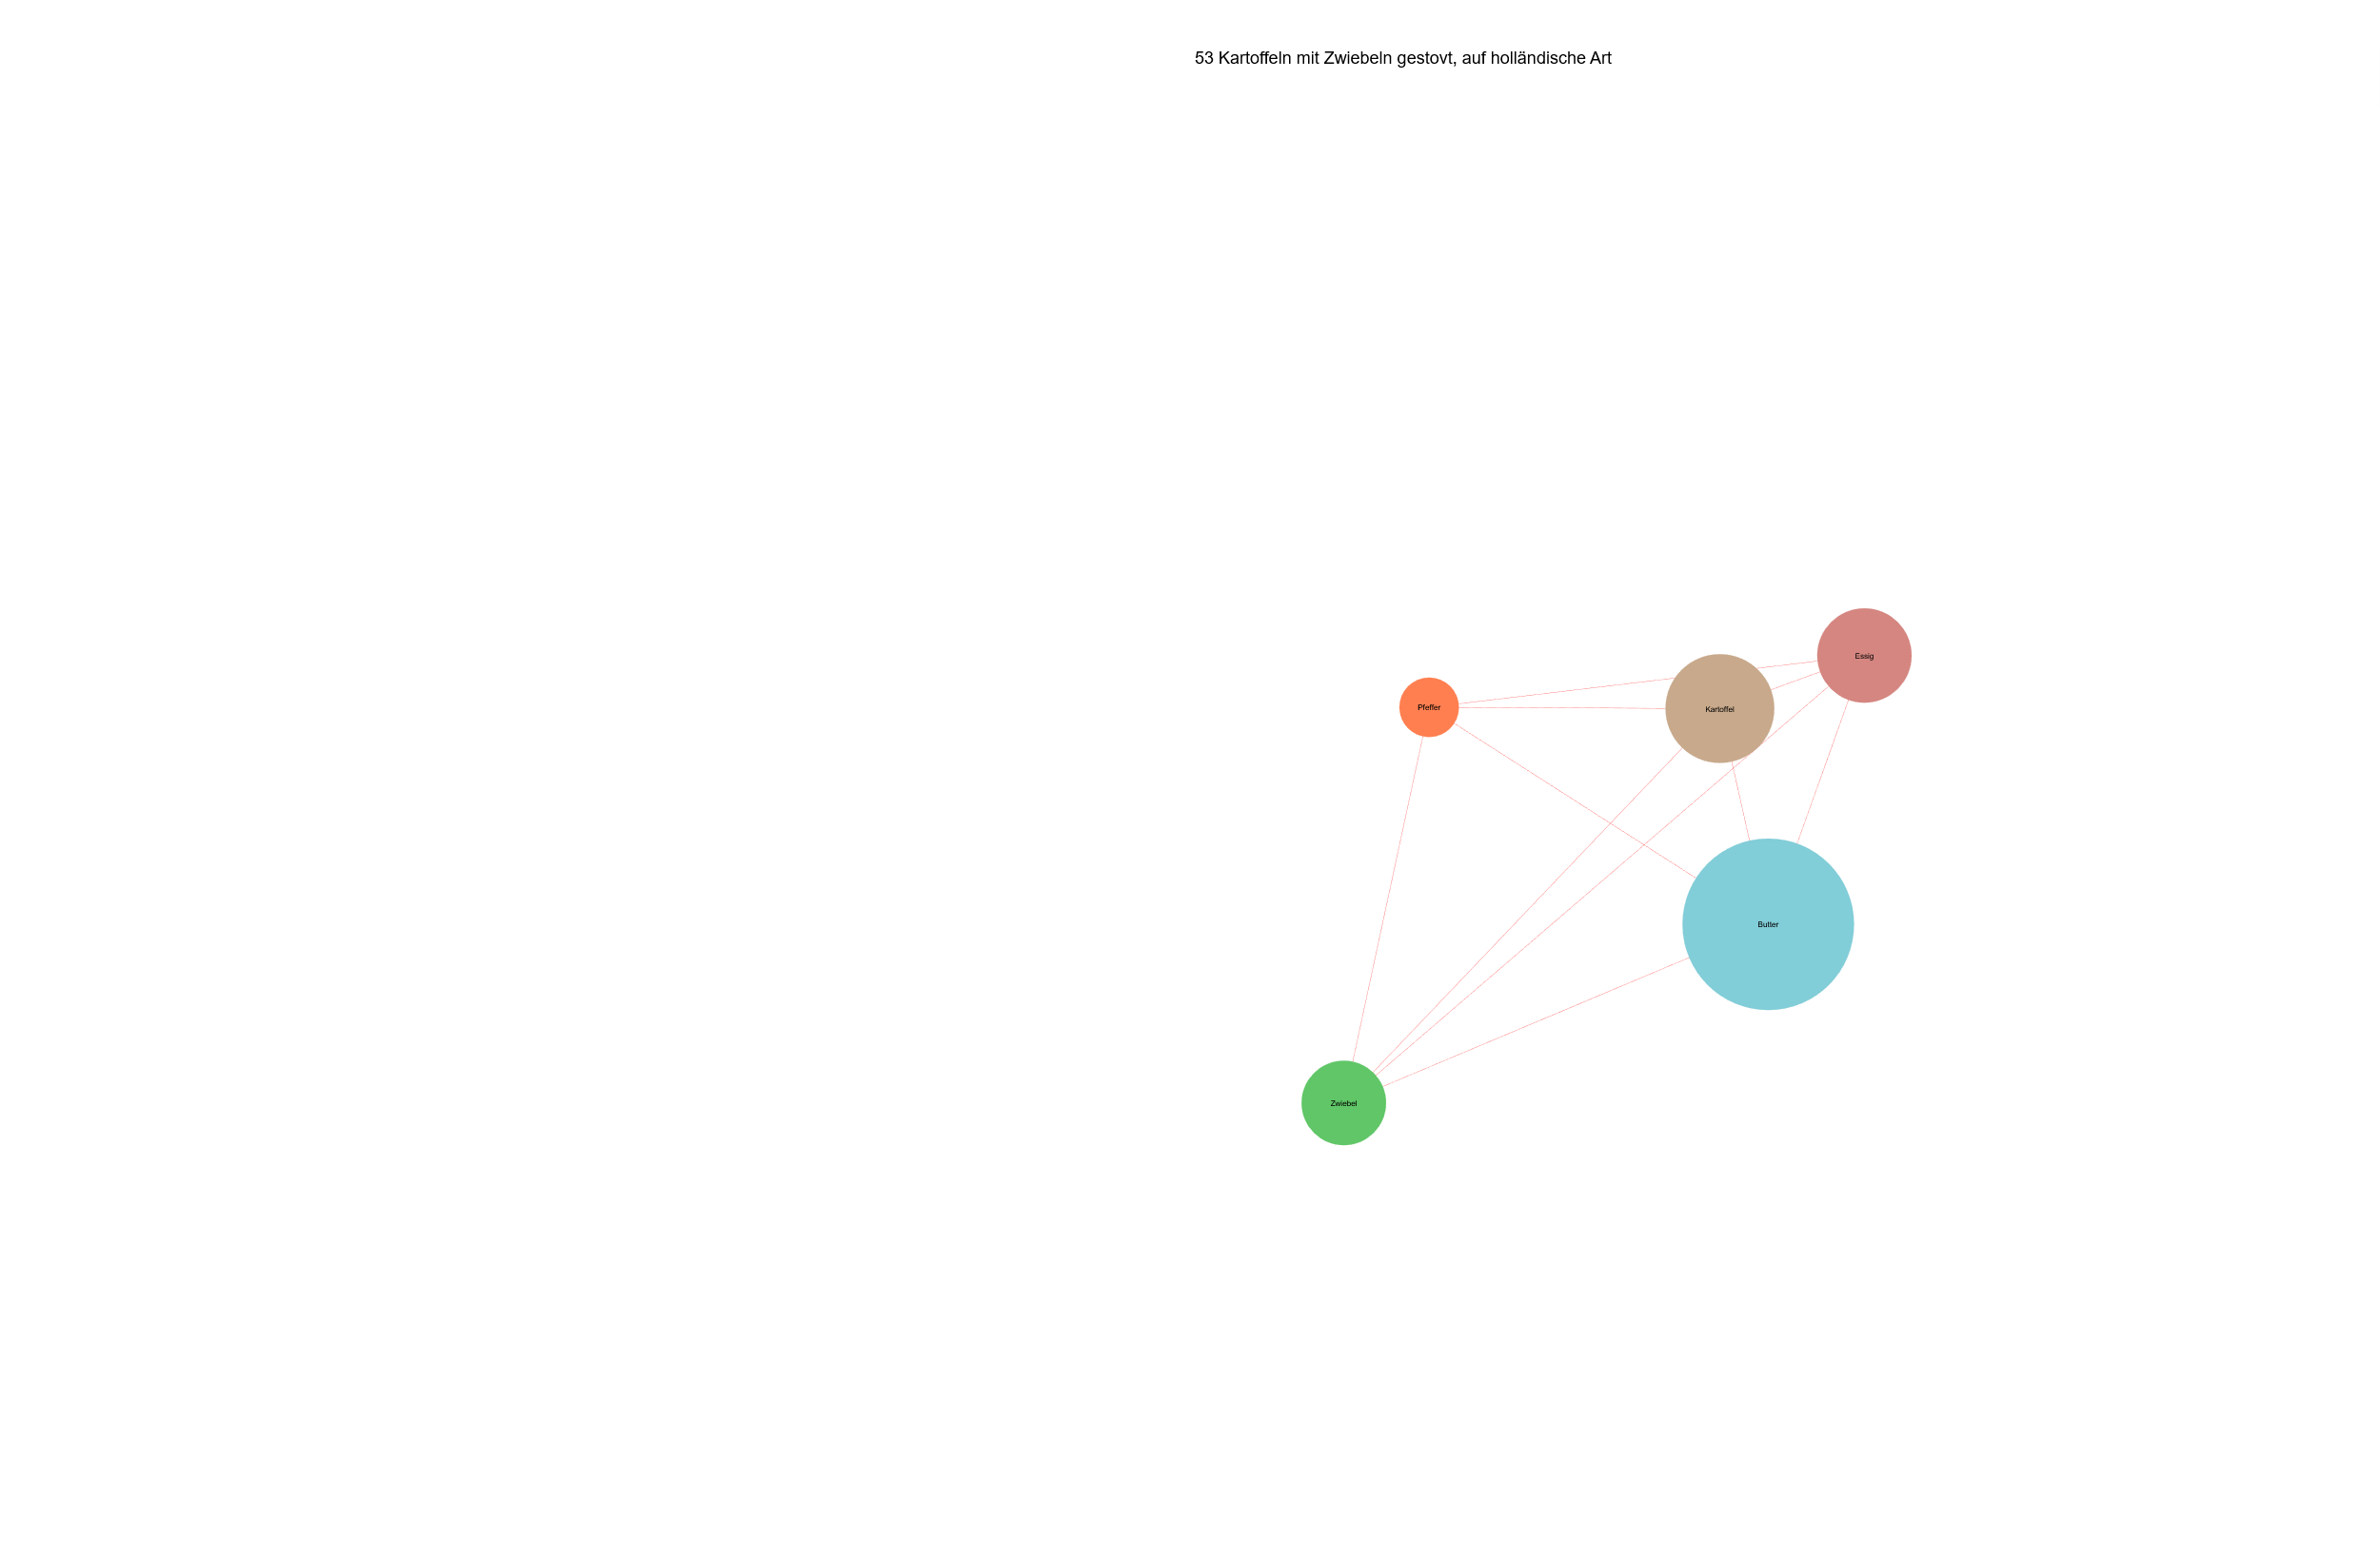 53 Kartoffeln mit Zwiebeln gestovt, auf holländische Art
Essig
Pfeffer
Kartoffel
Butter
Zwiebel